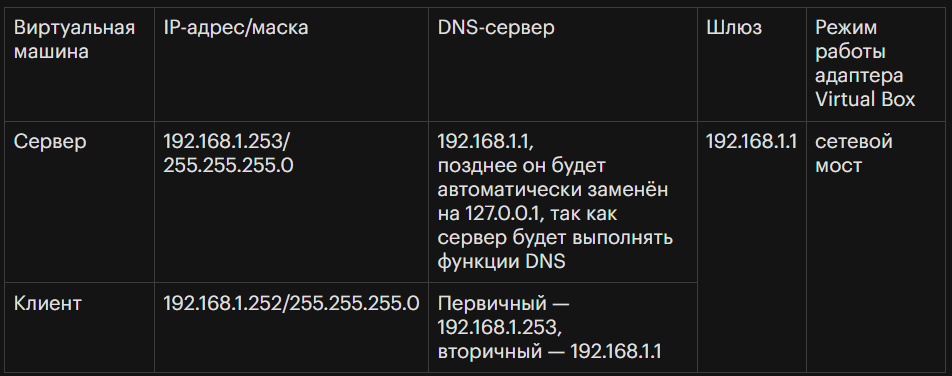 Виртуальная
машина
IP-адрес/маска
DNS-сервер
Шлюз
Режим
работы
адаптера
Virtual Box
Сервер
192.168.1.253/
255.255.255.0
192.168.1.1,
позднее он будет
автоматически заменён
на 127.0.0.1, так как
сервер будет выполнять
функции DNS
192.168.1.1
сетевой
мост
Клиент
192.168.1.252/255.255.255.0
Первичный —
192.168.1.253,
вторичный — 192.168.1.1